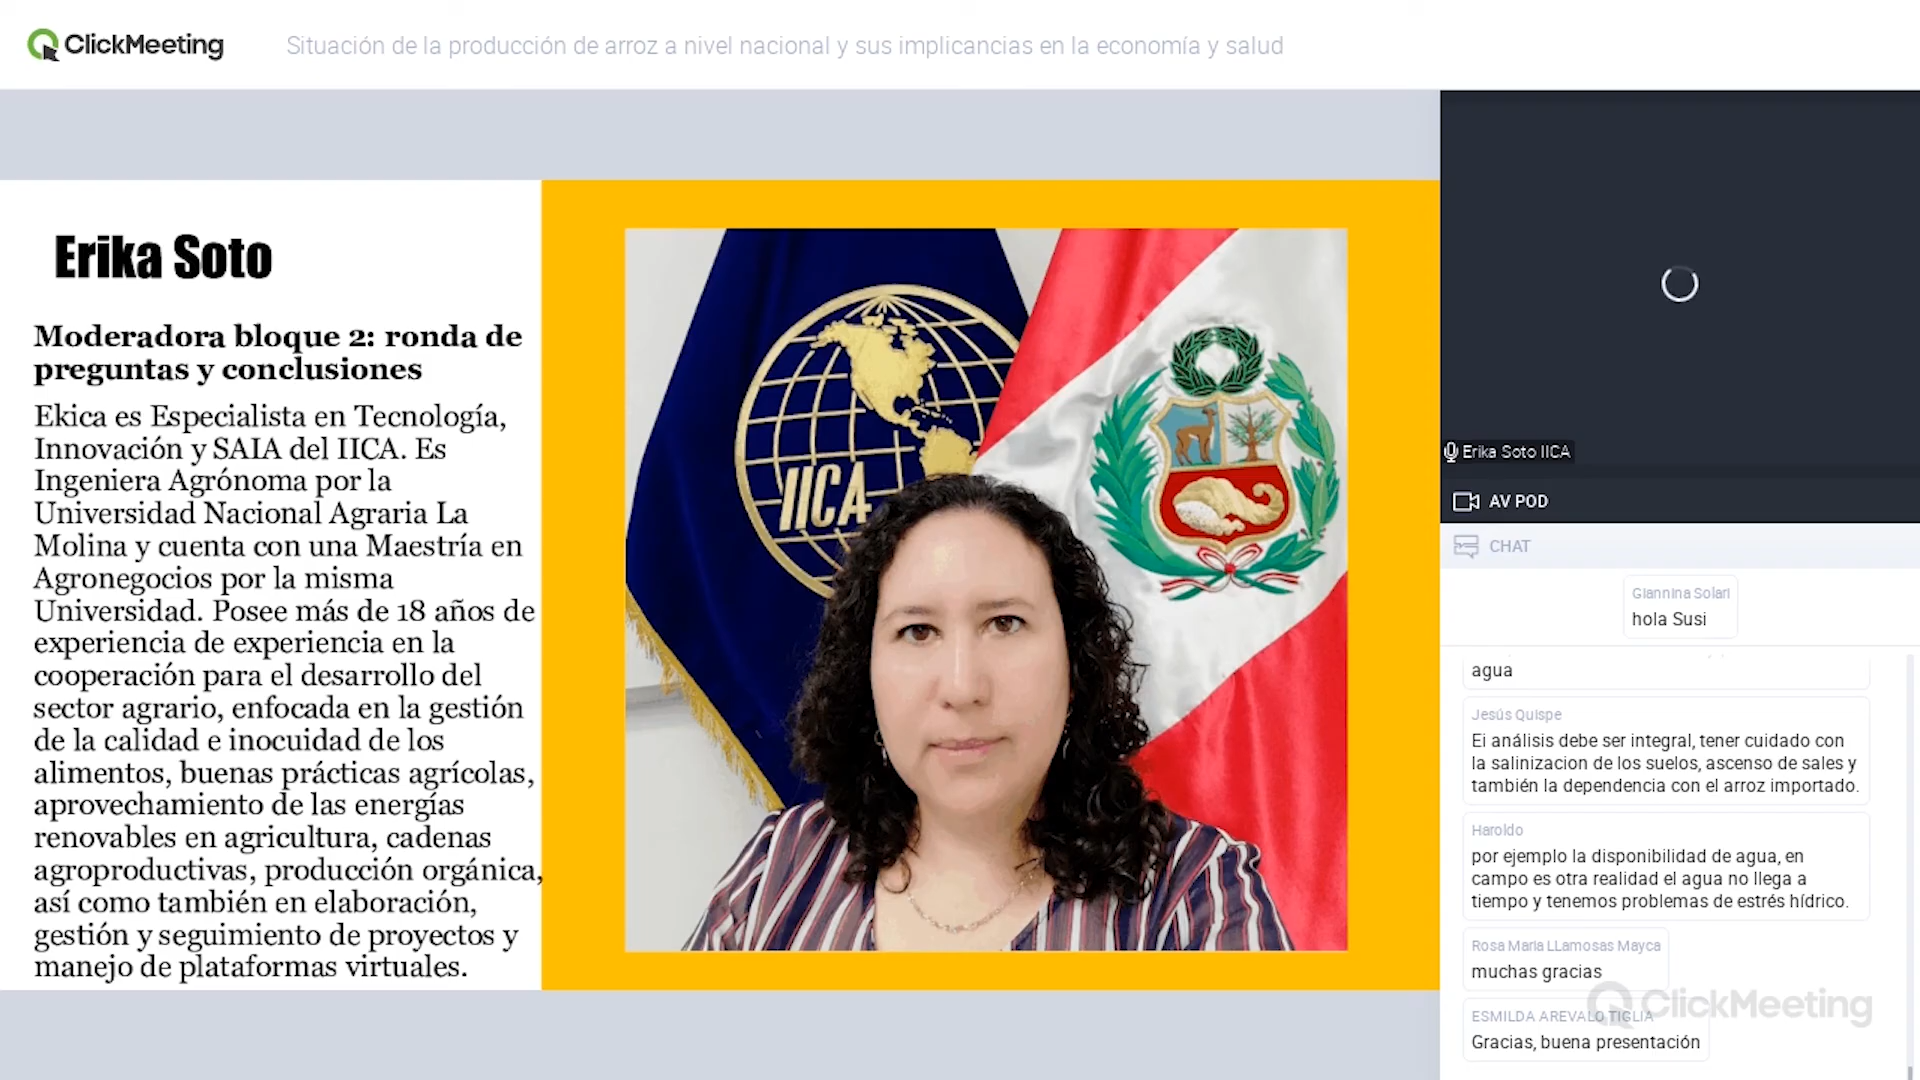 ClickMeeting
Situación de la producción de arroz a nivel nacional y sus implicancias en la economía y salud
Erika Soto
Moderadora bloque 2: ronda de
preguntas y conclusiones
Ekica es Especialista en Tecnología,
Innovación y SAIA del IICA. Es
Ingeniera Agrónoma por la
Universidad Nacional Agraria La
Molina y cuenta con una Maestría en
Agronegocios por la misma
Universidad. Posee más de 18 años de
experiencia de experiencia en la
cooperación para el desarrollo del
sector agrario, enfocada en la gestión
de la calidad e inocuidad de los
alimentos, buenas prácticas agrícolas,
aprovechamiento de las energías
renovables en agricultura, cadenas
agroproductivas, producción orgánica,
así como también en elaboración,
gestión y seguimiento de proyectos y
manejo de plataformas virtuales.
IICA
Erika Soto IICA
AV POD
CHAT
Giannina Solari
hola Susi
agua
Jesús Quispe
Ei análisis debe ser integral, tener cuidado con
la salinizacion de los suelos, ascenso de sales y
también la dependencia con el arroz importado.
Haroldo
por ejemplo la disponibilidad de agua, en
campo es otra realidad el agua no llega a
tiempo y tenemos problemas de estrés hídrico.
Rosa Maria LLamosas Mayca
muchas gracias
ESMILDA AREVALO TIGLIA
Gracias, buena presentación
ClickMeeting